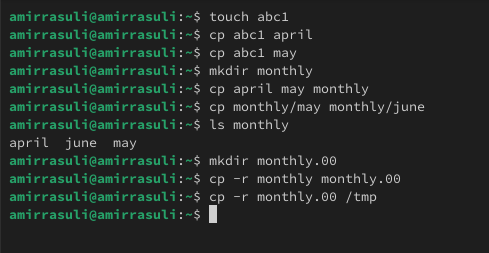 amirrasuli@amirrasuli:~$ touch abc1
amirrasuli@amirrasuli:~$ cp abc1 april
amirrasuli@amirrasuli:~$ cp abc1 may
amirrasuli@amirrasuli:~$ mkdir monthly
amirrasuli@amirrasuli:~$ cp april may monthly
amirrasuli@amirrasuli:~$ cp monthly/may monthly/june
amirrasuli@amirrasuli:~$ ls monthly
april  june  may
amirrasuli@amirrasuli:~$ mkdir monthly.00
amirrasuli@amirrasuli:~$ cp -r monthly monthly.00
amirrasuli@amirrasuli:~$ cp -r monthly.00 /tmp
amirrasuli@amirrasuli:~$